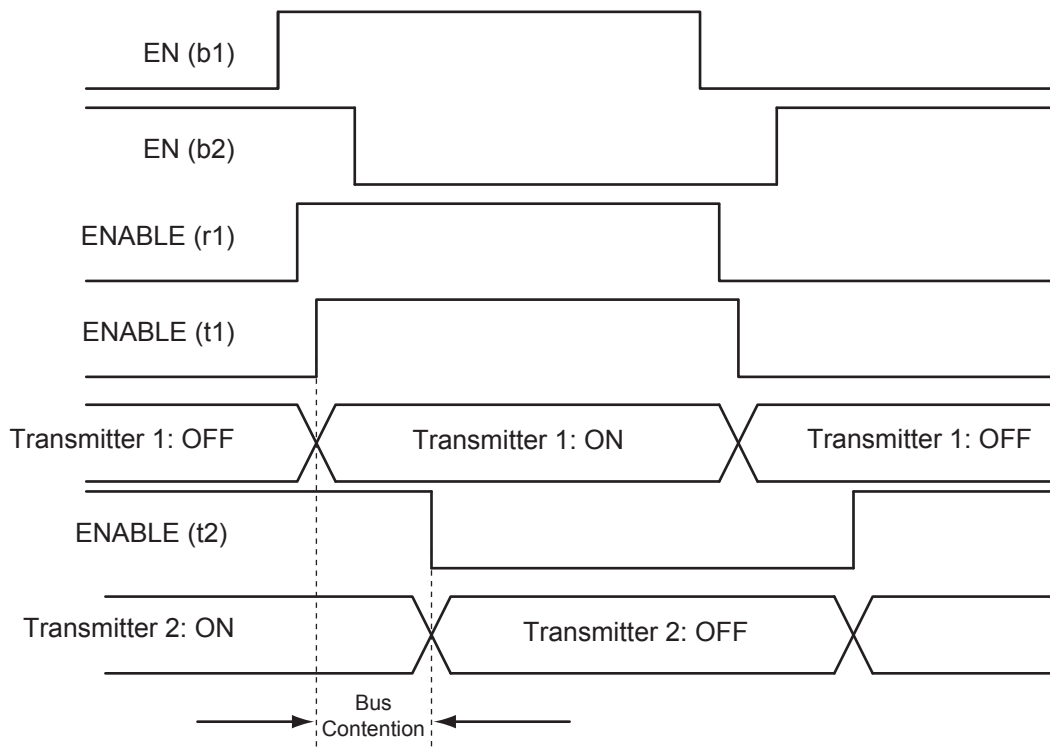 EN (b1)
EN (b2)
ENABLE (r1)
ENABLE (t1)
Transmitter 1: OFF
Transmitter 1: ON
Transmitter 1: OFF
ENABLE (t2)
Transmitter 2: ON
Transmitter 2: OFF
Bus
Contention